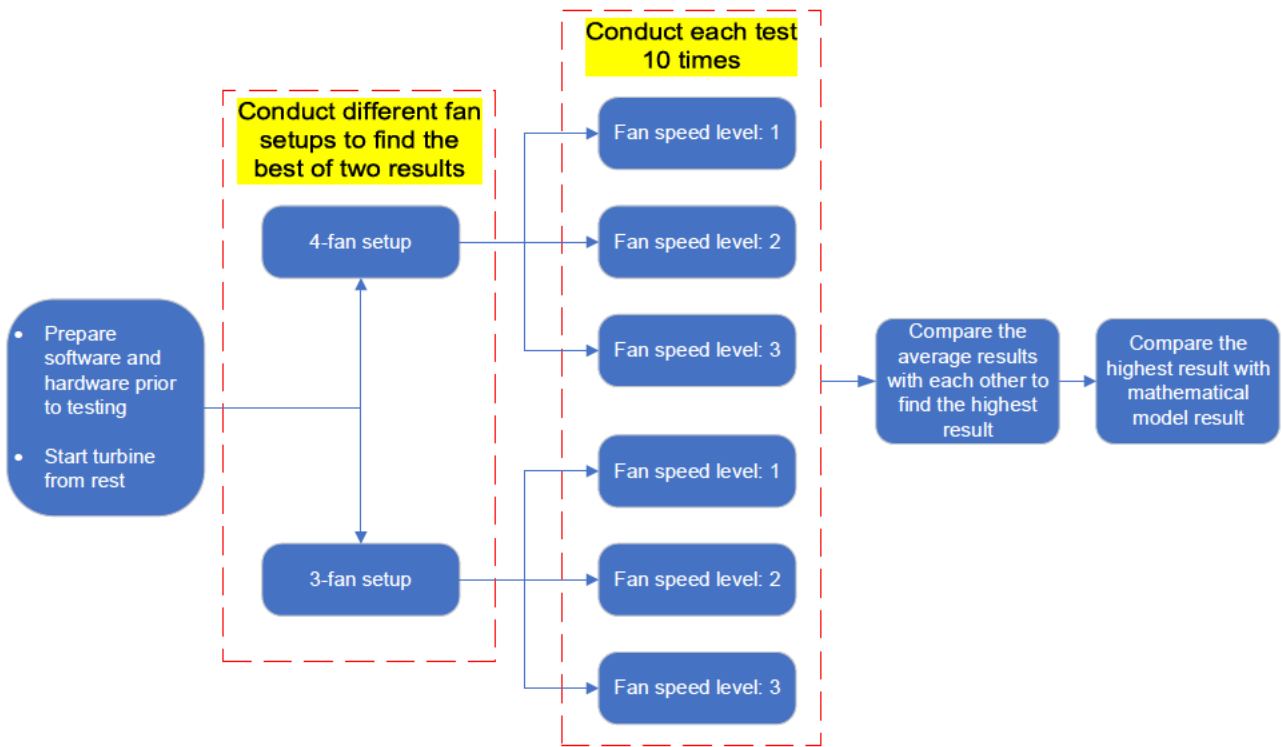 Conduct each test
10 times
Conduct different fan
setups to find the
best of two results
Fan speed level: 1
4-fan setup
Fan speed level: 2
Fan speed level: 3
• Prepare
software and
hardware prior
to testing
• Start turbine
from rest
Compare the
average results
with each other to
find the highest
result
Compare the
highest result with
mathematical
model result
Fan speed level: 1
3-fan setup
Fan speed level: 2
Fan speed level: 3